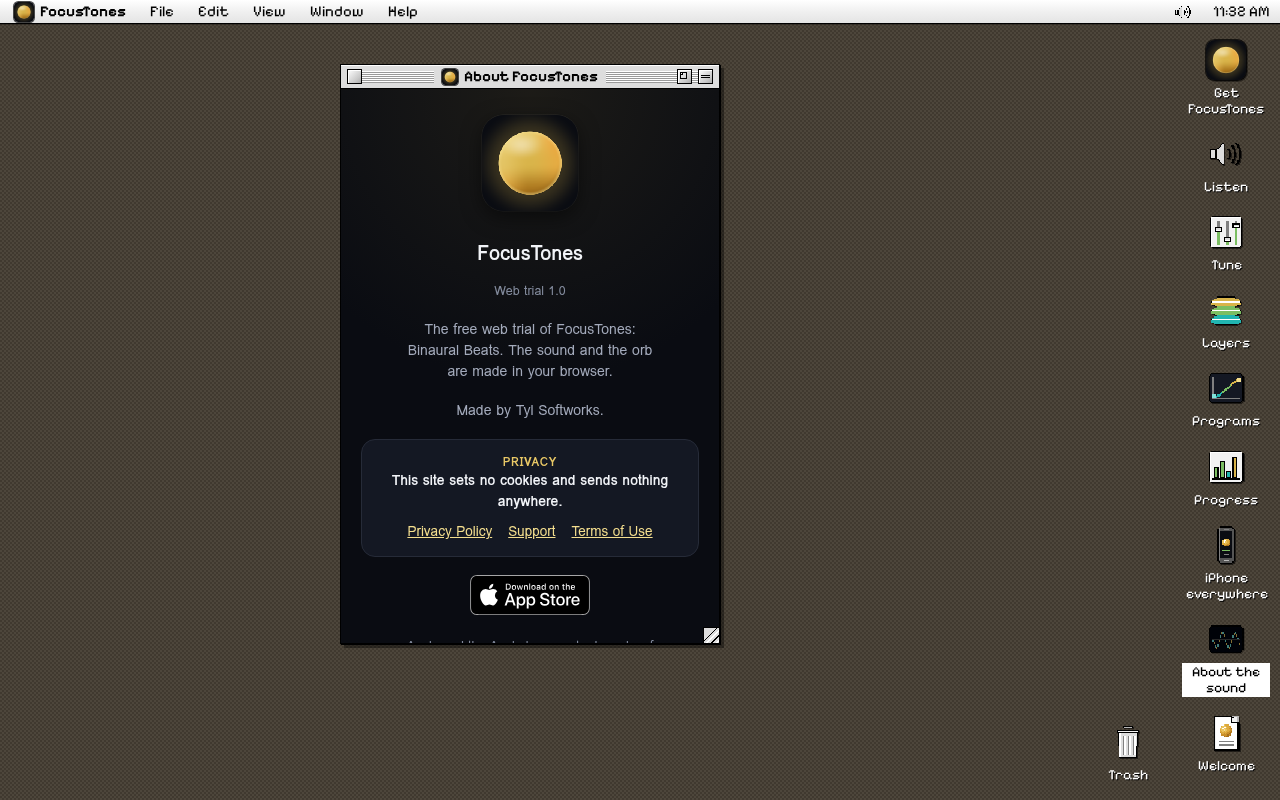 FocusTones File Edit View Window Help 11:32 AM
About FocusTones
FocusTones
Web trial 1.0
The free web trial of FocusTones:
Binaural Beats. The sound and the orb
are made in your browser.
Made by Tyl Softworks.
PRIVACY
This site sets no cookies and sends nothing
anywhere.
Privacy Policy Support Terms of Use
Download on the
App Store
Get
FocusTones
Listen
Tune
Layers
Programs
Progress
iPhone
everywhere
About the
sound
Welcome
Trash